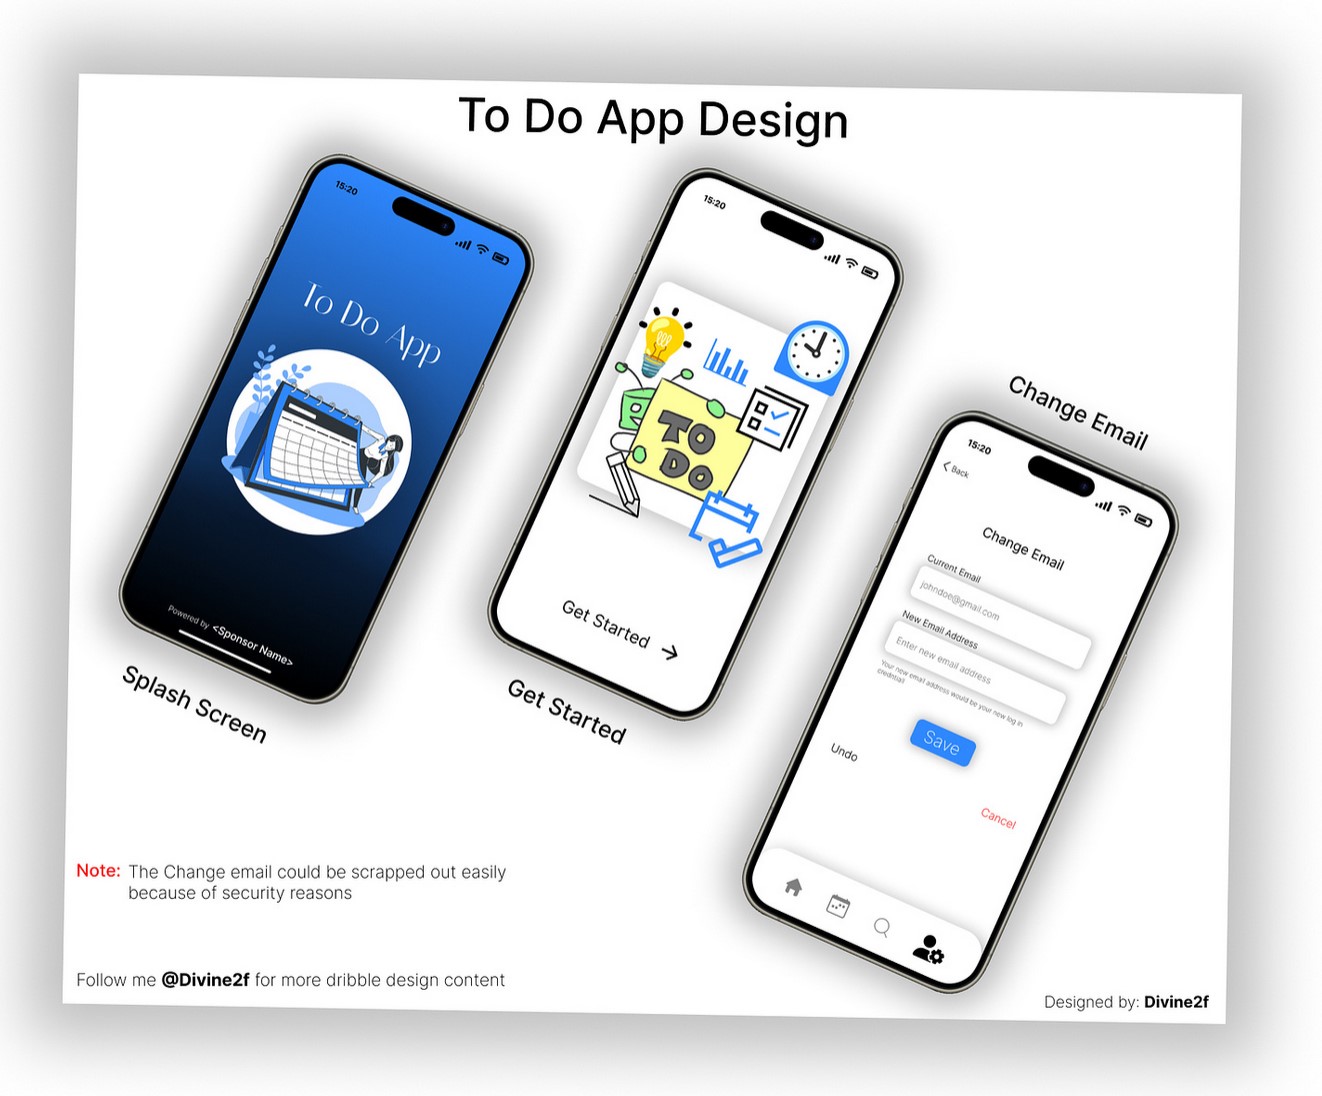 To Do App Design
15:20
To Do App
Powered by <Sponsor Name>
Splash Screen
15:20
TO
DO
Get Started
Get Started
Change Email
15:20
Back
Change Email
Current Email
johndoe@gmail.com
New Email Address
Enter new email address
Your new email address would be your new log in
credntiail
Save
Undo
Cancel
Note: The Change email could be scrapped out easily
because of security reasons
Follow me @Divine2f for more dribble design content
Designed by: Divine2f